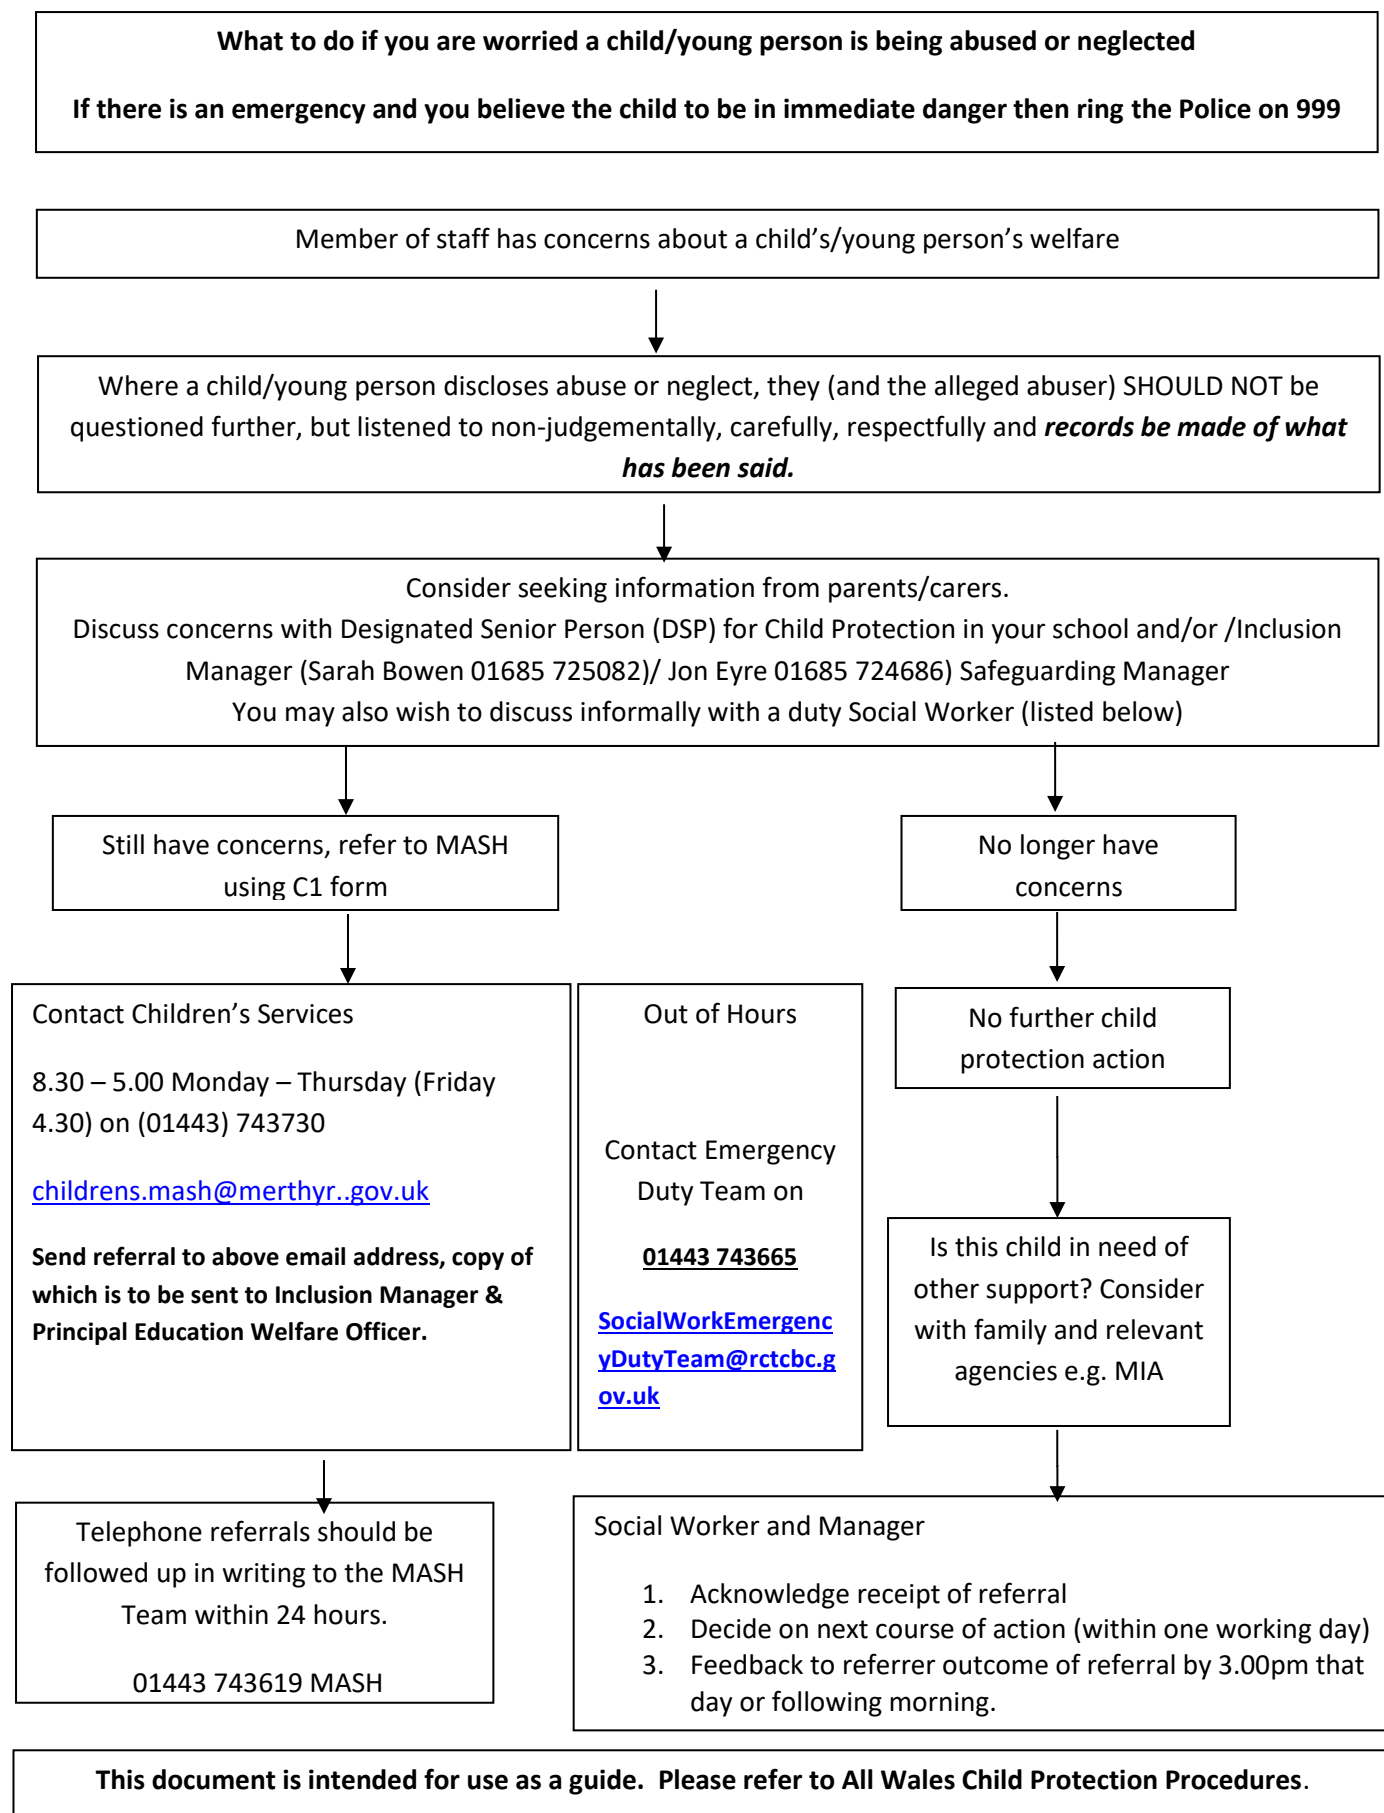 What to do if you are worried a child/young person is being abused or neglected
If there is an emergency and you believe the child to be in immediate danger then ring the Police on 999
Member of staff has concerns about a child’s/young person’s welfare
Where a child/young person discloses abuse or neglect, they (and the alleged abuser) SHOULD NOT be
questioned further, but listened to non-judgementally, carefully, respectfully and records be made of what
has been said.
Consider seeking information from parents/carers.
Discuss concerns with Designated Senior Person (DSP) for Child Protection in your school and/or /Inclusion
Manager (Sarah Bowen 01685 725082)/ Jon Eyre 01685 724686) Safeguarding Manager
You may also wish to discuss informally with a duty Social Worker (listed below)
Still have concerns, refer to MASH
using C1 form
No longer have
concerns
Contact Children’s Services
8.30 – 5.00 Monday – Thursday (Friday
4.30) on (01443) 743730
childrens.mash@merthyr..gov.uk
Send referral to above email address, copy of
which is to be sent to Inclusion Manager &
Principal Education Welfare Officer.
Out of Hours
Contact Emergency
Duty Team on
01443 743665
SocialWorkEmergenc
yDutyTeam@rctcbc.g
ov.uk
No further child
protection action
Is this child in need of
other support? Consider
with family and relevant
agencies e.g. MIA
Telephone referrals should be
followed up in writing to the MASH
Team within 24 hours.
01443 743619 MASH
Social Worker and Manager
1. Acknowledge receipt of referral
2. Decide on next course of action (within one working day)
3. Feedback to referrer outcome of referral by 3.00pm that
day or following morning.
This document is intended for use as a guide.  Please refer to All Wales Child Protection Procedures.